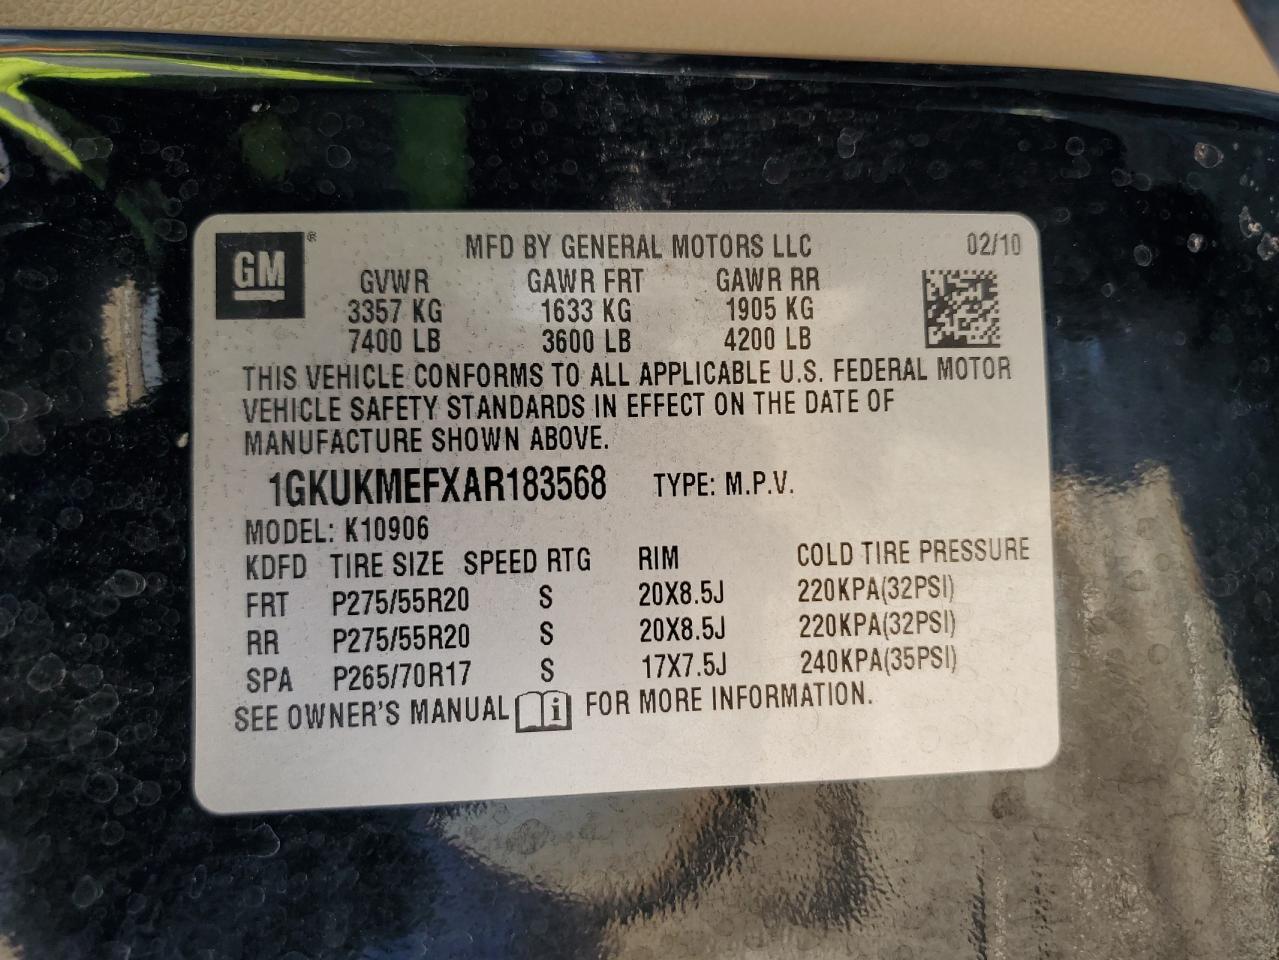 GM ® MFD BY GENERAL MOTORS LLC 02/10
GVWR GAWR FRT GAWR RR
3357 KG 1633 KG 1905 KG
7400 LB 3600 LB 4200 LB
THIS VEHICLE CONFORMS TO ALL APPLICABLE U.S. FEDERAL MOTOR
VEHICLE SAFETY STANDARDS IN EFFECT ON THE DATE OF
MANUFACTURE SHOWN ABOVE.
1GKUKMEFXAR183568 TYPE: M.P.V.
MODEL: K10906
KDFD TIRE SIZE SPEED RTG RIM COLD TIRE PRESSURE
FRT P275/55R20 S 20X8.5J 220KPA(32PSI)
RR P275/55R20 S 20X8.5J 220KPA(32PSI)
SPA P265/70R17 S 17X7.5J 240KPA(35PSI)
SEE OWNER'S MANUAL i FOR MORE INFORMATION.